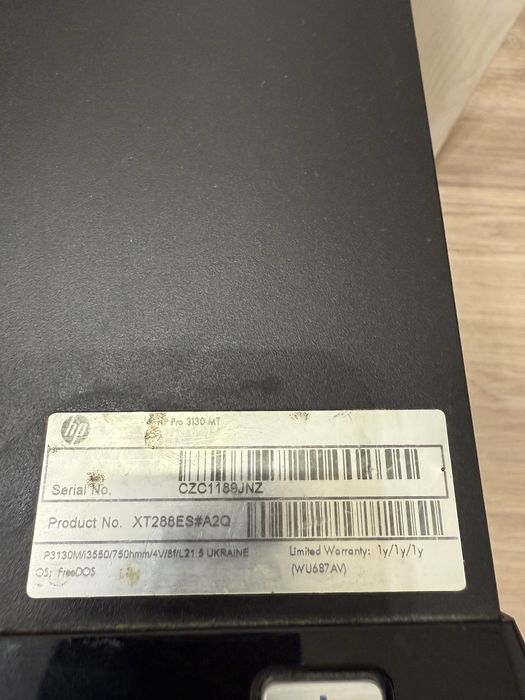 hp
HP Pro 3130 MT
Serial No.
CZC1189JNZ
Product No. XT288ES#A2Q
P3130M/i3550/750hmm/4V/8f/L21.5 UKRAINE
Limited Warranty: 1y/1y/1y
OS: FreeDOS
(WU687AV)